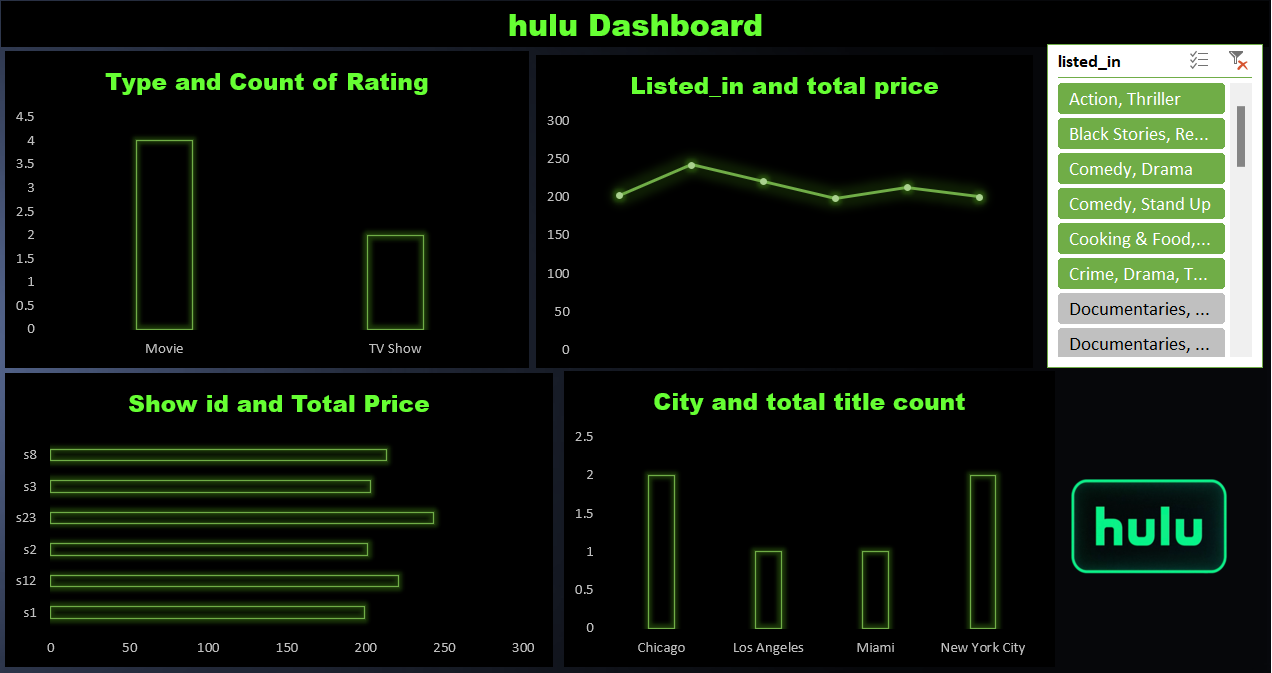 hulu Dashboard
Type and Count of Rating
4.5
4
3.5
3
2.5
2
1.5
1
0.5
0
Movie
TV Show
Listed_in and total price
300
250
200
150
100
50
0
listed_in
Action, Thriller
Black Stories, Re...
Comedy, Drama
Comedy, Stand Up
Cooking & Food,...
Crime, Drama, T...
Documentaries, ...
Documentaries, ...
Show id and Total Price
s8
s3
s23
s2
s12
s1
0 50 100 150 200 250 300
City and total title count
2.5
2
1.5
1
0.5
0
Chicago Los Angeles Miami New York City
hulu